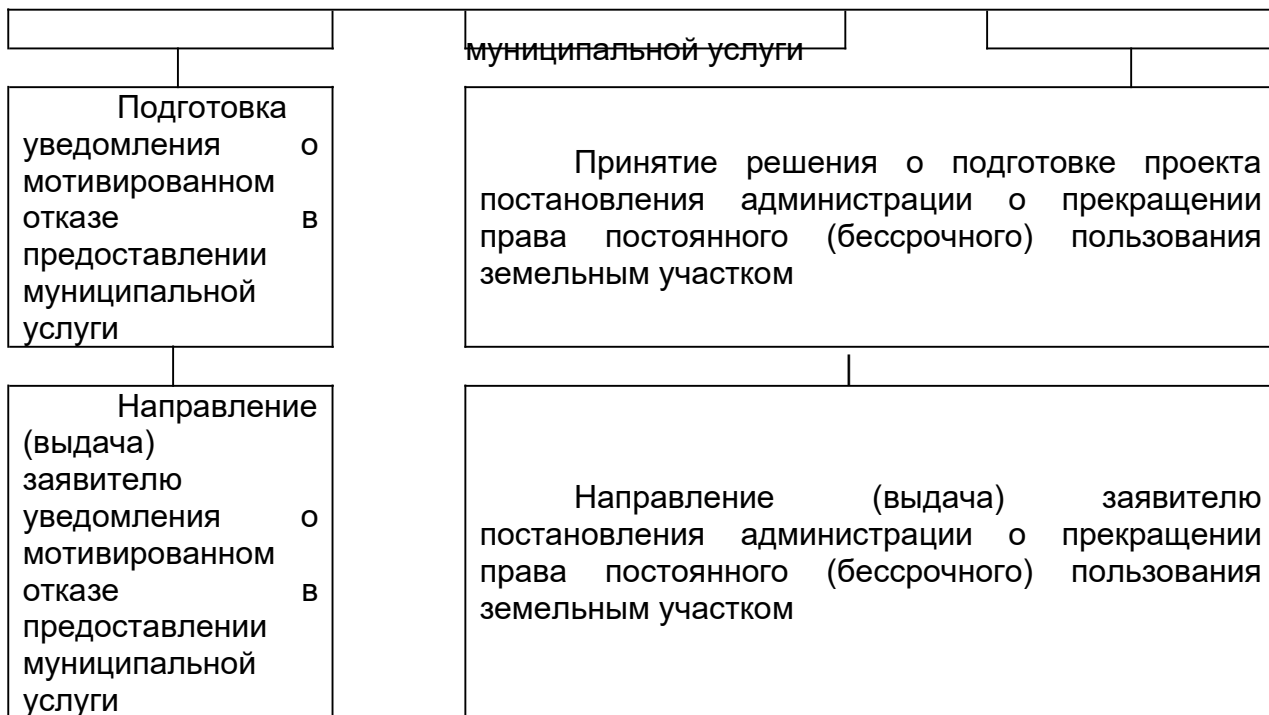 муниципальной услуги
Подготовка
уведомления о
мотивированном
отказе в
предоставлении
муниципальной
услуги
Принятие решения о подготовке проекта
постановления администрации о прекращении
права постоянного (бессрочного) пользования
земельным участком
Направление
(выдача)
заявителю
уведомления о
мотивированном
отказе в
предоставлении
муниципальной
услуги
Направление (выдача) заявителю
постановления администрации о прекращении
права постоянного (бессрочного) пользования
земельным участком